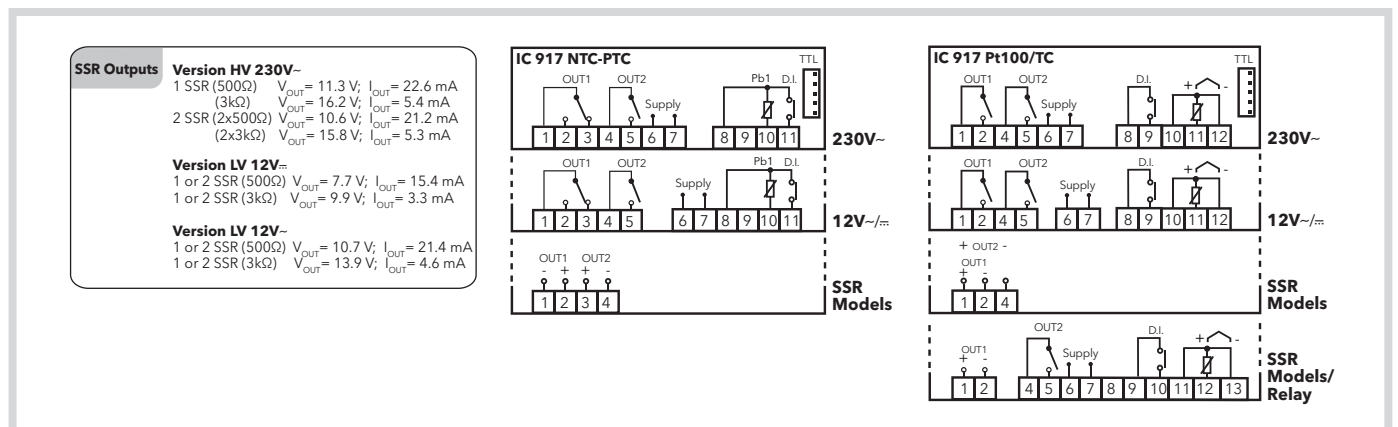 SSR Outputs
Version HV 230V~
1 SSR (500Ω) VOUT= 11.3 V; IOUT= 22.6 mA
(3kΩ) VOUT= 16.2 V; IOUT= 5.4 mA
2 SSR (2x500Ω) VOUT= 10.6 V; IOUT= 21.2 mA
(2x3kΩ) VOUT= 15.8 V; IOUT= 5.3 mA
Version LV 12V⎓
1 or 2 SSR (500Ω) VOUT= 7.7 V; IOUT= 15.4 mA
1 or 2 SSR (3kΩ) VOUT= 9.9 V; IOUT= 3.3 mA
Version LV 12V~
1 or 2 SSR (500Ω) VOUT= 10.7 V; IOUT= 21.4 mA
1 or 2 SSR (3kΩ) VOUT= 13.9 V; IOUT= 4.6 mA
IC 917 NTC-PTC
TTL
OUT1 OUT2 Pb1 D.I.
Supply
1 2 3 4 5 6 7 8 9 10 11
230V~
OUT1 OUT2 Pb1 D.I.
Supply
1 2 3 4 5 6 7 8 9 10 11
12V~/⎓
OUT1 OUT2
- + + -
1 2 3 4
SSR
Models
IC 917 Pt100/TC
TTL
OUT1 OUT2 D.I. + -
Supply
1 2 4 5 6 7 8 9 10 11 12
230V~
OUT1 OUT2 D.I. + -
Supply
1 2 4 5 6 7 8 9 10 11 12
12V~/⎓
+ OUT2 -
OUT1
+ -
1 2 4
SSR
Models
OUT2 D.I. + -
OUT1 Supply
+ -
1 2 4 5 6 7 8 9 10 11 12 13
SSR
Models/
Relay